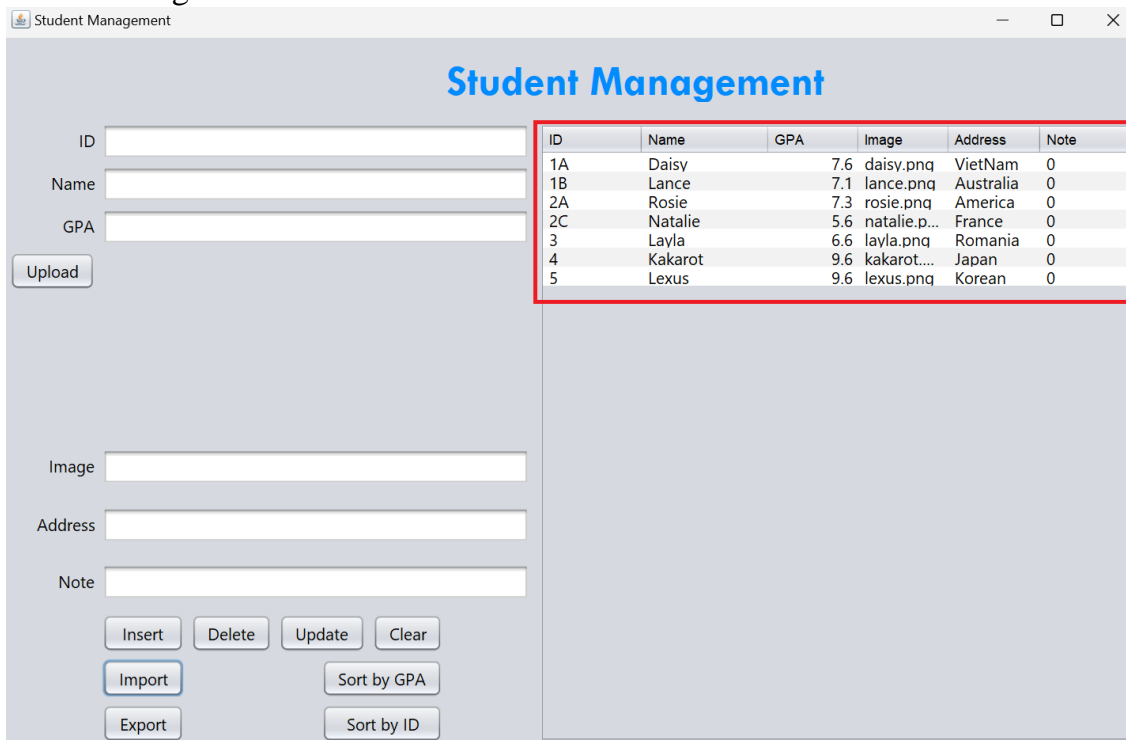 Student Management
Student Management
ID
Name
GPA
Upload
Image
Address
Note
Insert Delete Update Clear
Import Sort by GPA
Export Sort by ID
ID Name GPA Image Address Note
1A Daisy 7.6 daisy.png VietNam 0
1B Lance 7.1 lance.png Australia 0
2A Rosie 7.3 rosie.png America 0
2C Natalie 5.6 natalie.p... France 0
3 Layla 6.6 layla.png Romania 0
4 Kakarot 9.6 kakarot.... Japan 0
5 Lexus 9.6 lexus.png Korean 0